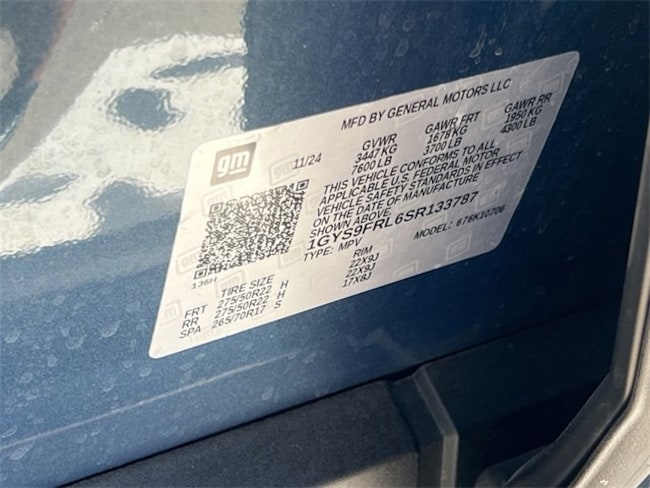 MFD BY GENERAL MOTORS LLC
gm 11/24
GVWR GAWR FRT GAWR RR
3447 KG 1678 KG 1950 KG
7600 LB 3700 LB 4300 LB
THIS VEHICLE CONFORMS TO ALL
APPLICABLE U.S. FEDERAL MOTOR
VEHICLE SAFETY STANDARDS IN EFFECT
ON THE DATE OF MANUFACTURE
SHOWN ABOVE.
1GYS9FRL6SR133787
TYPE: MPV MODEL: 676K10706
136H
TIRE SIZE RIM
FRT 275/50R22 H 22X9J
RR 275/50R22 H 22X9J
SPA 265/70R17 S 17X8J